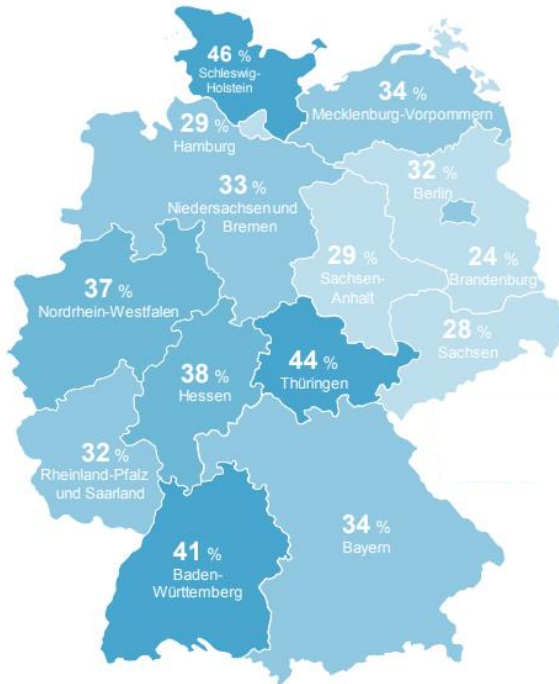 46 %
Schleswig-
Holstein
34 %
Mecklenburg-Vorpommern
29 %
Hamburg
32 %
Berlin
33 %
Niedersachsen und
Bremen
29 %
Sachsen-
Anhalt
24 %
Brandenburg
37 %
Nordrhein-Westfalen
28 %
Sachsen
44 %
Thüringen
38 %
Hessen
32 %
Rheinland-Pfalz
und Saarland
34 %
Bayern
41 %
Baden-
Württemberg